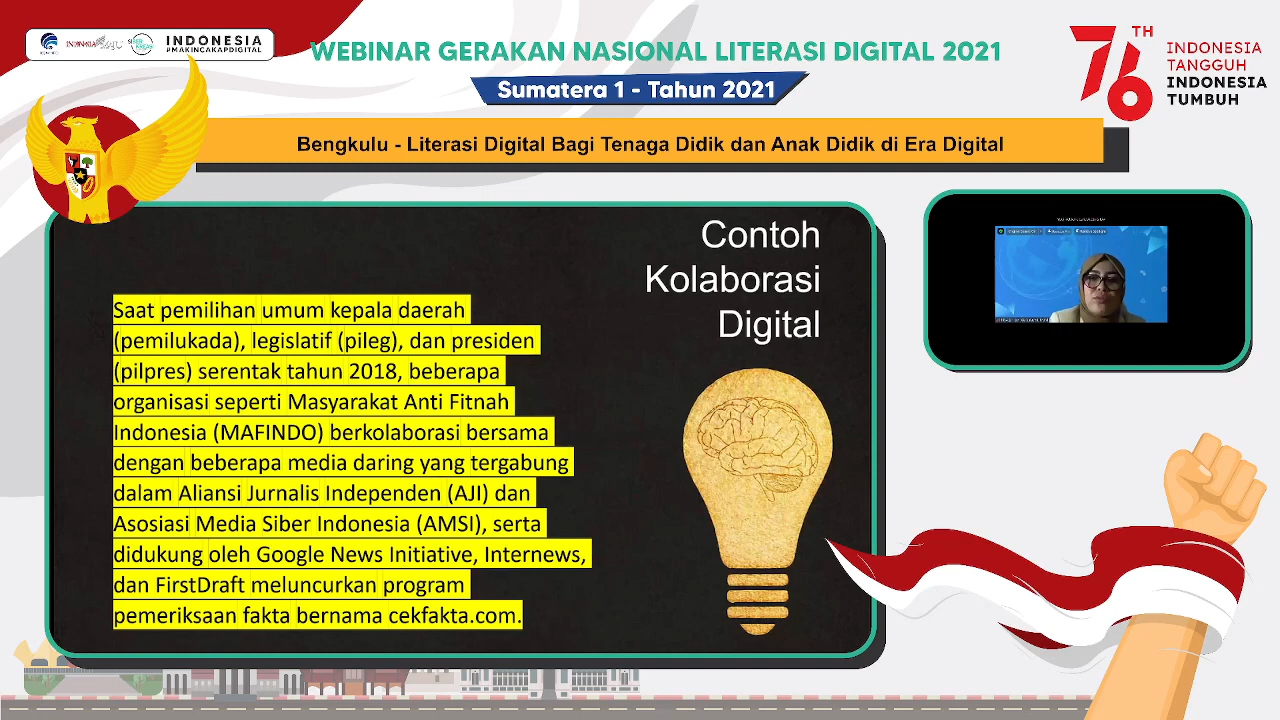 INDONESIA
#MAKINCAKAPDIGITAL
WEBINAR GERAKAN NASIONAL LITERASI DIGITAL 2021
Sumatera 1 - Tahun 2021
76 TH
INDONESIA
TANGGUH
INDONESIA
TUMBUH
Bengkulu - Literasi Digital Bagi Tenaga Didik dan Anak Didik di Era Digital
Contoh
Kolaborasi
Digital
Saat pemilihan umum kepala daerah
(pemilukada), legislatif (pileg), dan presiden
(pilpres) serentak tahun 2018, beberapa
organisasi seperti Masyarakat Anti Fitnah
Indonesia (MAFINDO) berkolaborasi bersama
dengan beberapa media daring yang tergabung
dalam Aliansi Jurnalis Independen (AJI) dan
Asosiasi Media Siber Indonesia (AMSI), serta
didukung oleh Google News Initiative, Internews,
dan FirstDraft meluncurkan program
pemeriksaan fakta bernama cekfakta.com.